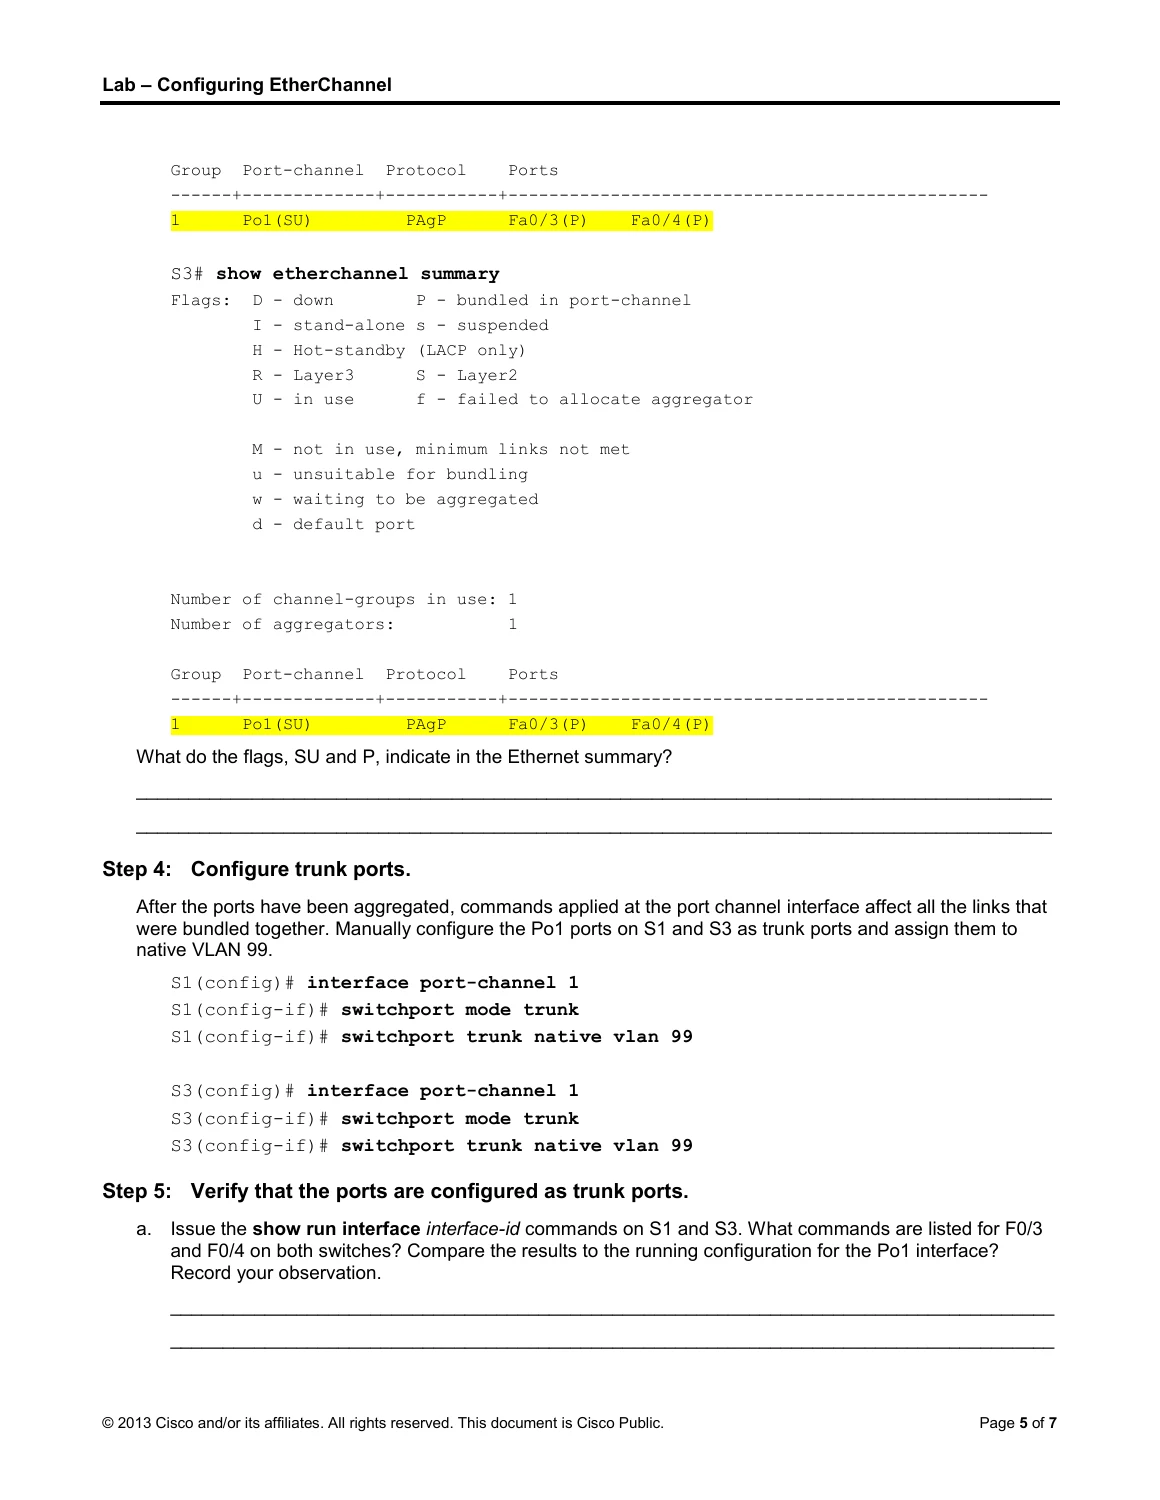 Lab – Configuring EtherChannel
Group  Port-channel  Protocol    Ports
------+-------------+-----------+-----------------------------------------------
1      Po1(SU)         PAgP      Fa0/3(P)    Fa0/4(P)
S3# show etherchannel summary
Flags:  D - down        P - bundled in port-channel
        I - stand-alone s - suspended
        H - Hot-standby (LACP only)
        R - Layer3      S - Layer2
        U - in use      f - failed to allocate aggregator
        M - not in use, minimum links not met
        u - unsuitable for bundling
        w - waiting to be aggregated
        d - default port
Number of channel-groups in use: 1
Number of aggregators:           1
Group  Port-channel  Protocol    Ports
------+-------------+-----------+-----------------------------------------------
1      Po1(SU)         PAgP      Fa0/3(P)    Fa0/4(P)
What do the flags, SU and P, indicate in the Ethernet summary?
Step 4: Configure trunk ports.
After the ports have been aggregated, commands applied at the port channel interface affect all the links that
were bundled together. Manually configure the Po1 ports on S1 and S3 as trunk ports and assign them to
native VLAN 99.
S1(config)# interface port-channel 1
S1(config-if)# switchport mode trunk
S1(config-if)# switchport trunk native vlan 99
S3(config)# interface port-channel 1
S3(config-if)# switchport mode trunk
S3(config-if)# switchport trunk native vlan 99
Step 5: Verify that the ports are configured as trunk ports.
a. Issue the show run interface interface-id commands on S1 and S3. What commands are listed for F0/3
and F0/4 on both switches? Compare the results to the running configuration for the Po1 interface?
Record your observation.
© 2013 Cisco and/or its affiliates. All rights reserved. This document is Cisco Public. Page 5 of 7